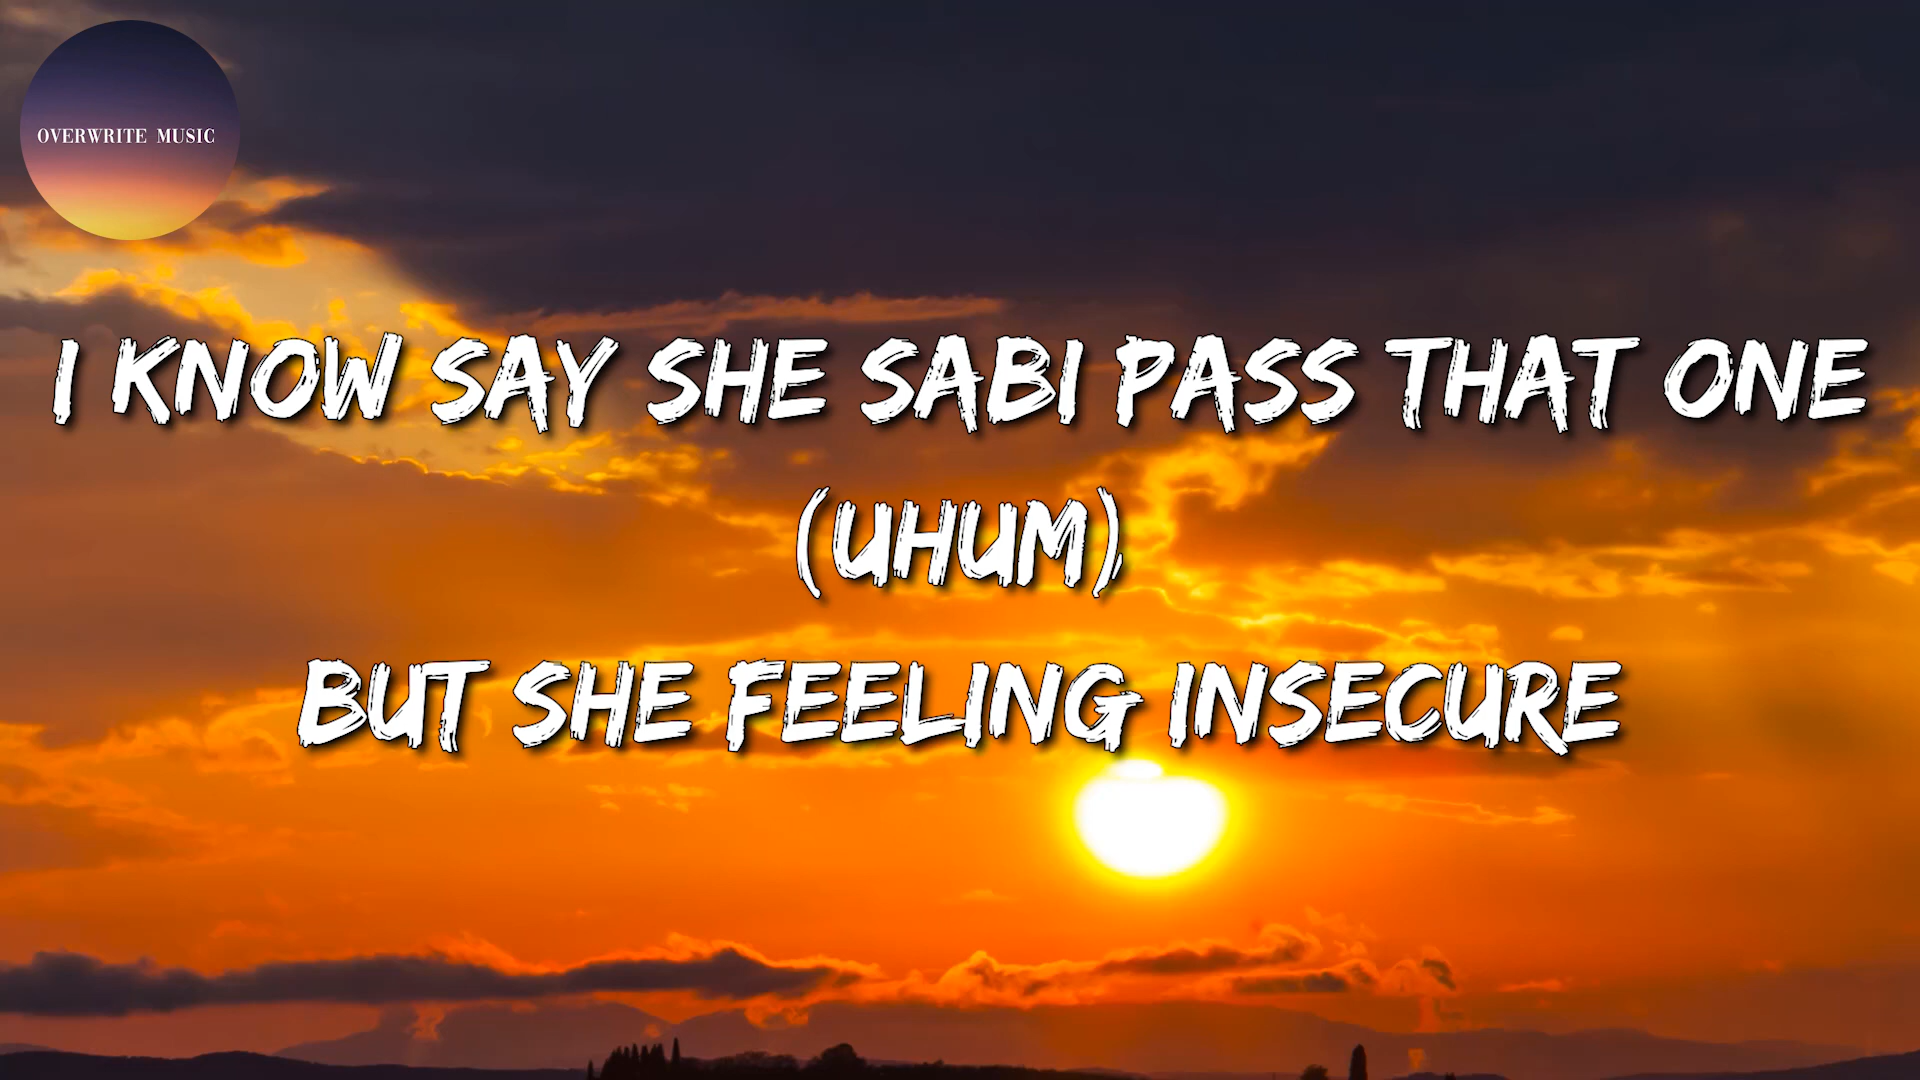 OVERWRITE MUSIC
I KNOW SAY SHE SABI PASS THAT ONE
(UHUM)
BUT SHE FEELING INSECURE